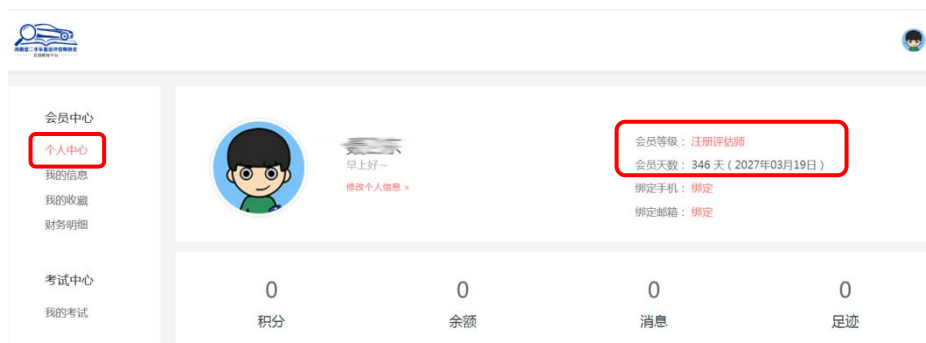 会员中心
个人中心
我的信息
我的收藏
财务明细
考试中心
我的考试
早上好~
修改个人信息 >
会员等级： 注册评估师
会员天数： 346 天 ( 2027年03月19日 )
绑定手机： 绑定
绑定邮箱： 绑定
0
积分
0
余额
0
消息
0
足迹